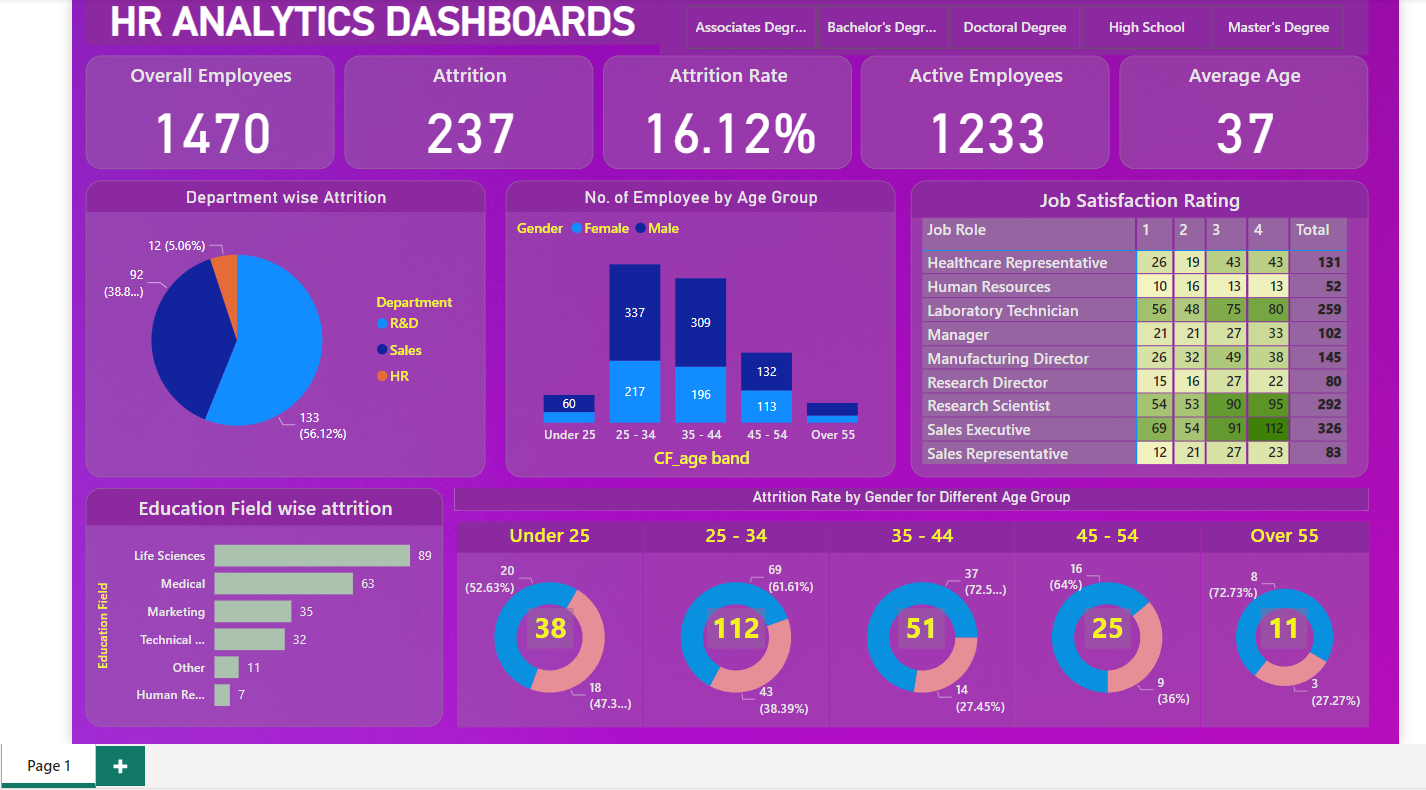 HR ANALYTICS DASHBOARDS
Associates Degr... Bachelor's Degr... Doctoral Degree High School Master's Degree
Overall Employees
1470
Attrition
237
Attrition Rate
16.12%
Active Employees
1233
Average Age
37
Department wise Attrition
12 (5.06%)
92
(38.8...)
133
(56.12%)
Department
R&D
Sales
HR
No. of Employee by Age Group
Gender Female Male
60
337
217
309
196
132
113
Under 25 25 - 34 35 - 44 45 - 54 Over 55
CF_age band
Job Satisfaction Rating
Job Role 1 2 3 4 Total
Healthcare Representative 26 19 43 43 131
Human Resources 10 16 13 13 52
Laboratory Technician 56 48 75 80 259
Manager 21 21 27 33 102
Manufacturing Director 26 32 49 38 145
Research Director 15 16 27 22 80
Research Scientist 54 53 90 95 292
Sales Executive 69 54 91 112 326
Sales Representative 12 21 27 23 83
Education Field wise attrition
Education Field
Life Sciences 89
Medical 63
Marketing 35
Technical ... 32
Other 11
Human Re... 7
Attrition Rate by Gender for Different Age Group
Under 25
20
(52.63%)
38
18
(47.3...)
25 - 34
69
(61.61%)
112
43
(38.39%)
35 - 44
37
(72.5...)
51
14
(27.45%)
45 - 54
16
(64%)
25
9
(36%)
Over 55
8
(72.73%)
11
3
(27.27%)
Page 1
+